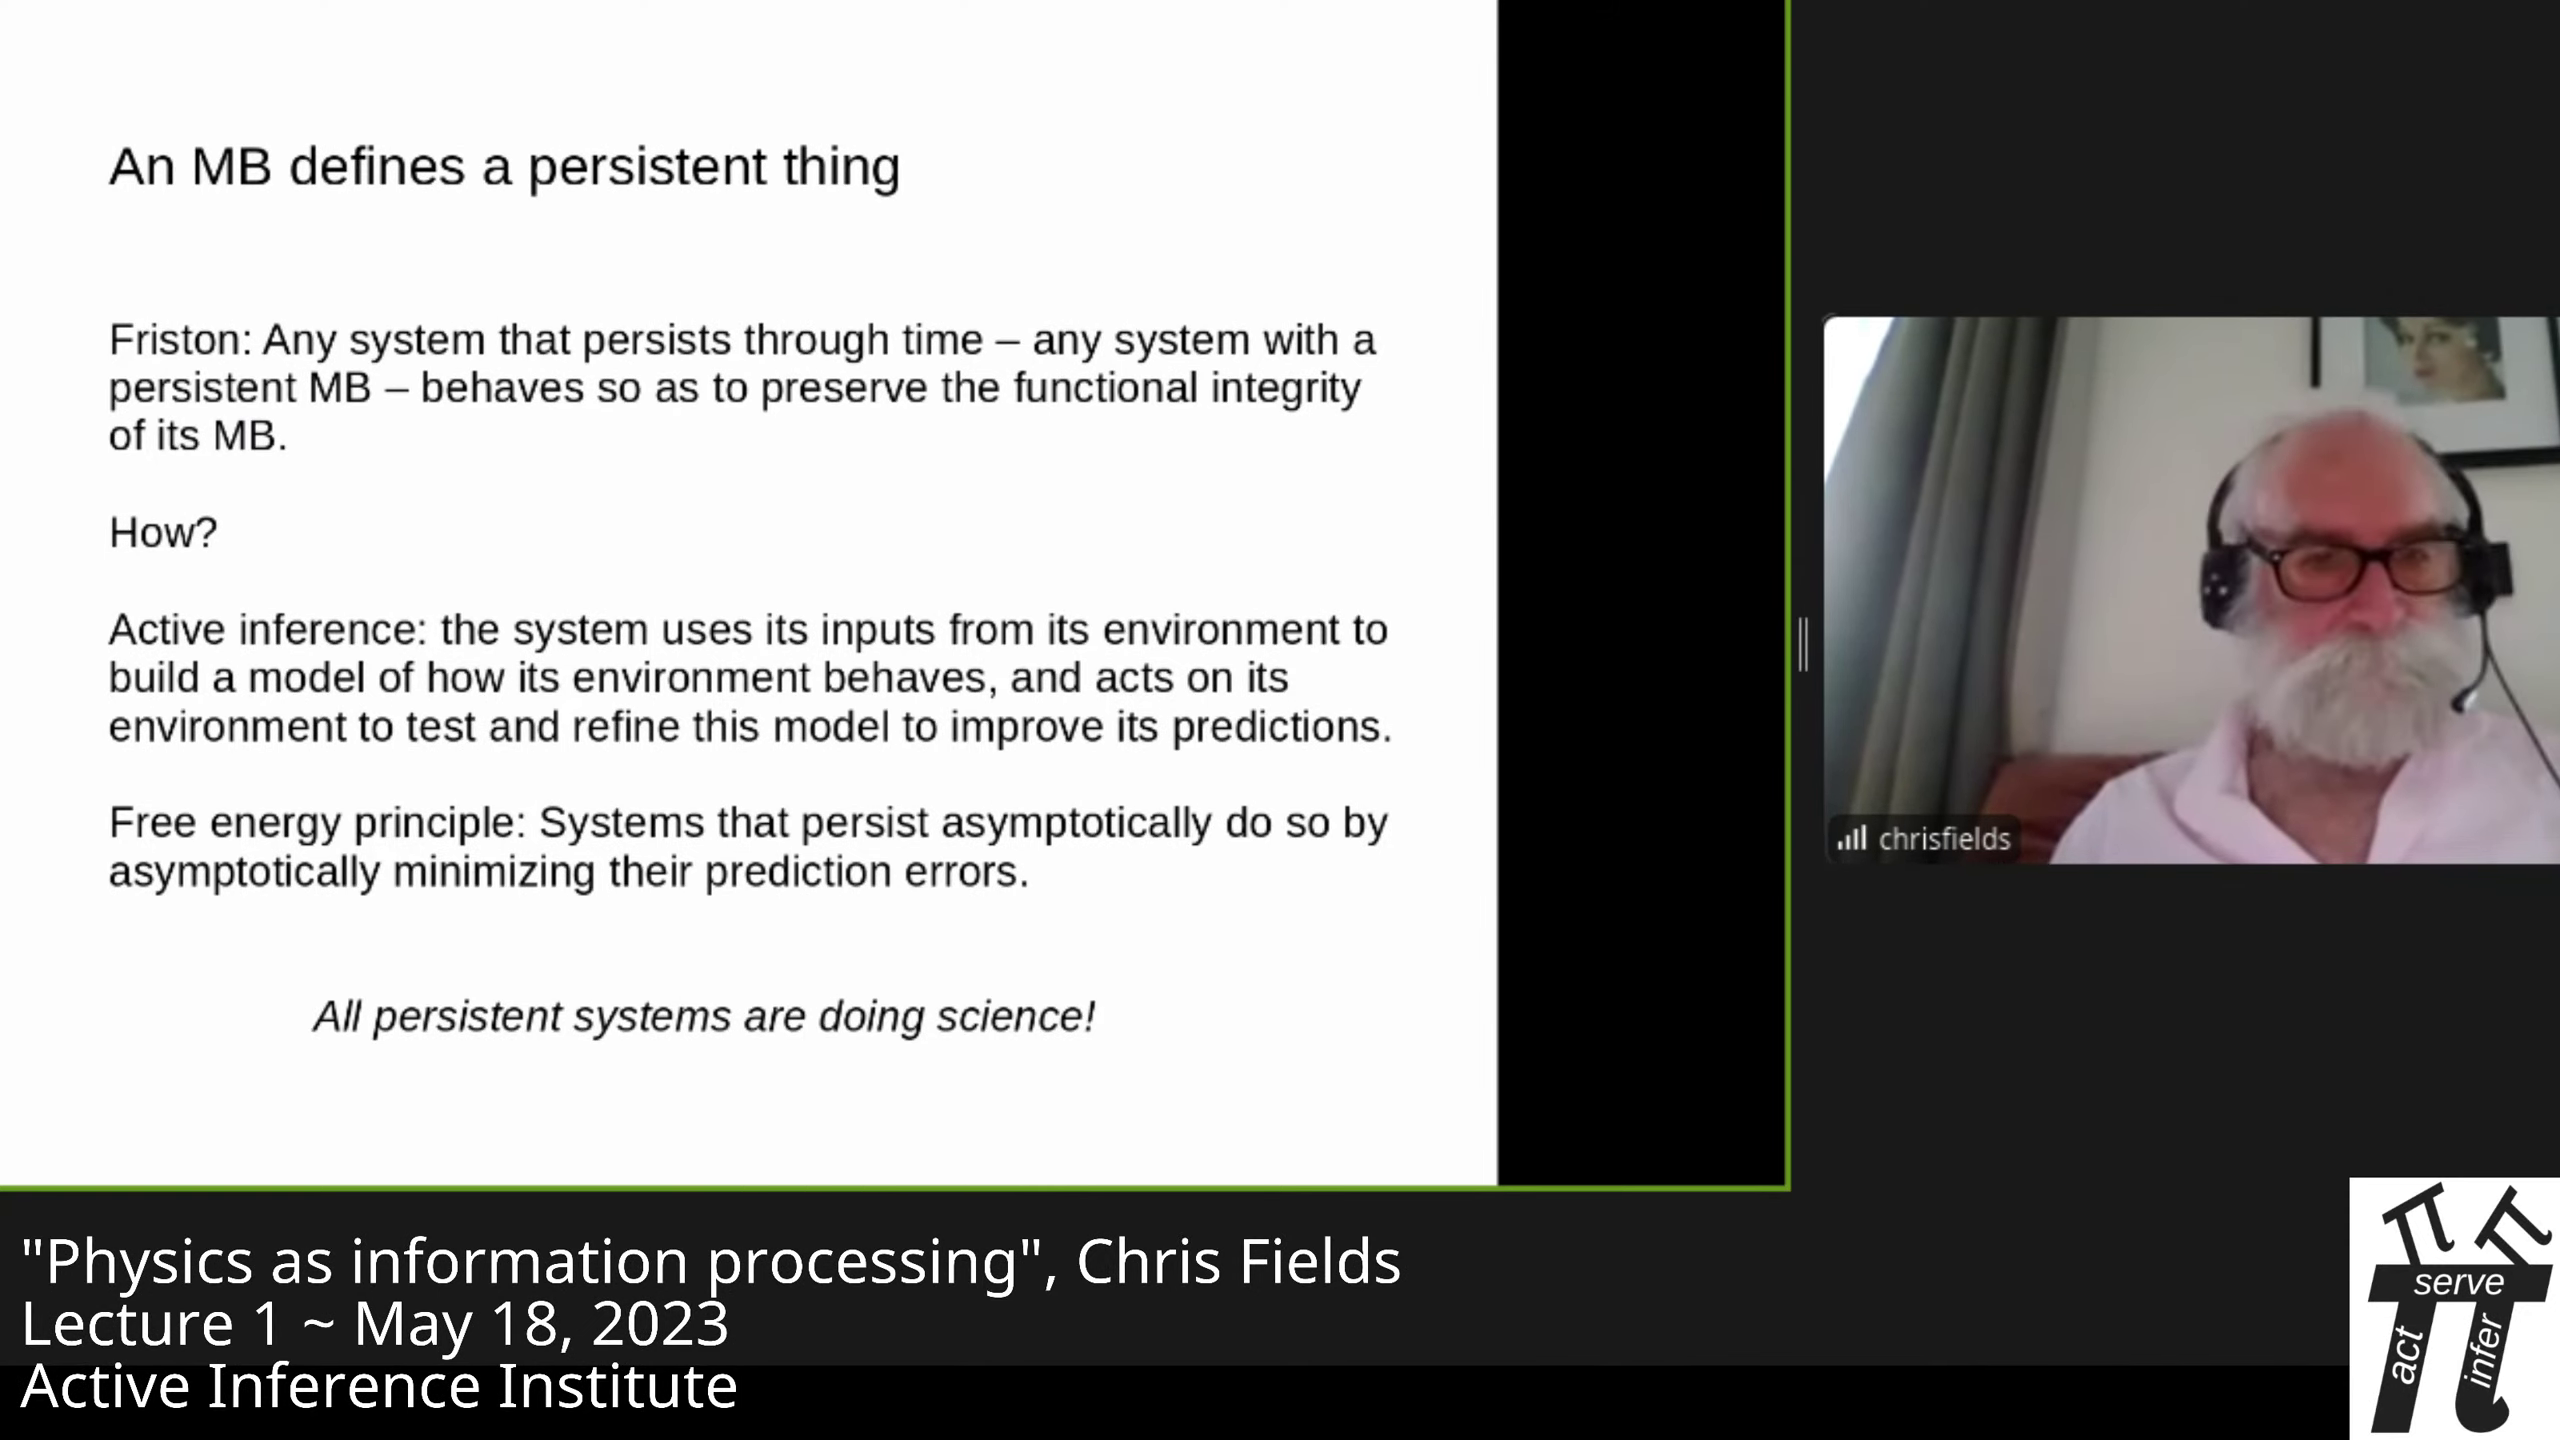 An MB defines a persistent thing
Friston: Any system that persists through time – any system with a
persistent MB – behaves so as to preserve the functional integrity
of its MB.
How?
Active inference: the system uses its inputs from its environment to
build a model of how its environment behaves, and acts on its
environment to test and refine this model to improve its predictions.
Free energy principle: Systems that persist asymptotically do so by
asymptotically minimizing their prediction errors.
All persistent systems are doing science!
chrisfields
"Physics as information processing", Chris Fields
Lecture 1 ~ May 18, 2023
Active Inference Institute
serve
act
infer